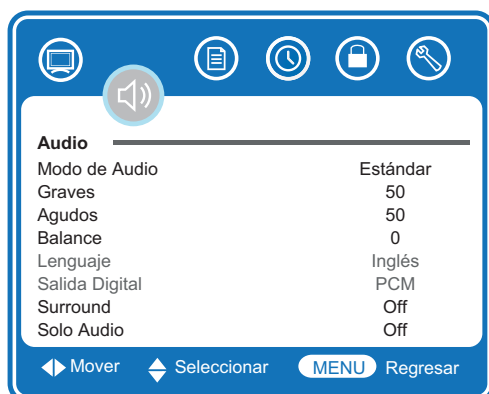 Audio
Modo de Audio Estándar
Graves 50
Agudos 50
Balance 0
Lenguaje Inglés
Salida Digital PCM
Surround Off
Solo Audio Off
Mover Seleccionar MENU Regresar